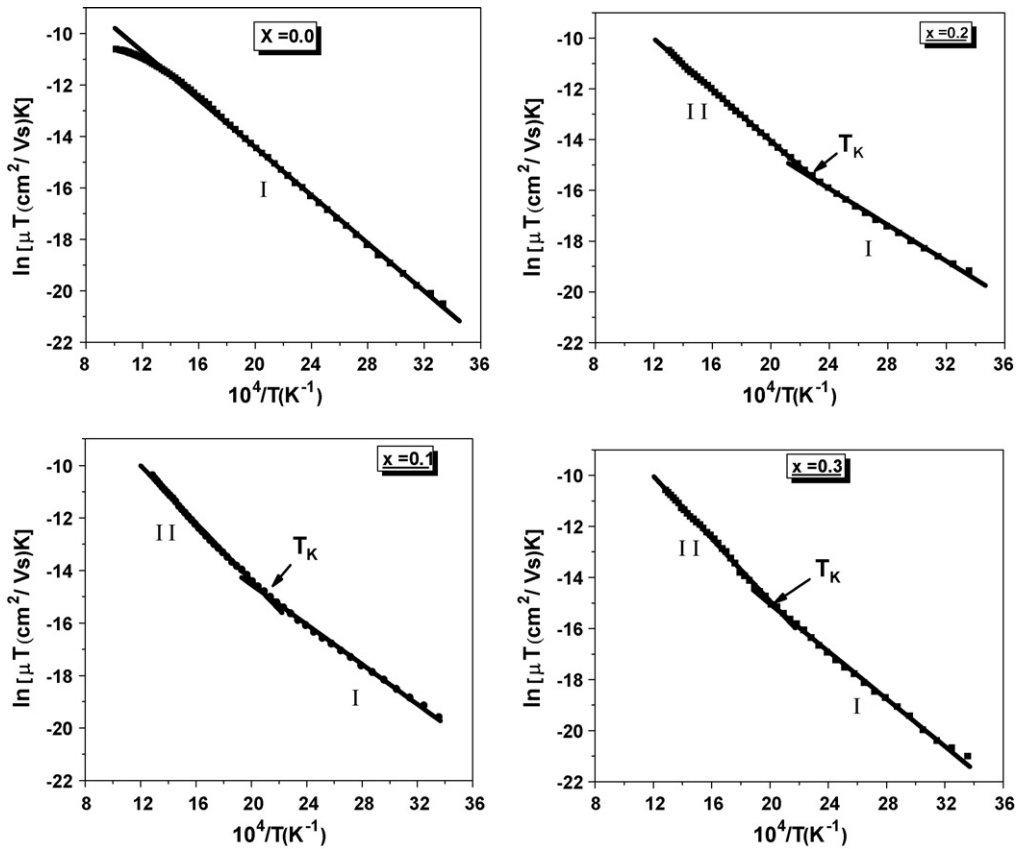 X =0.0
-10
-12
-14
-16
-18
-20
-22
I
8 12 16 20 24 28 32 36
10⁴/T(K⁻¹)
ln [μ T(cm²/ Vs)K]
x =0.2
-10
-12
-14
-16
-18
-20
-22
I I
T_K
I
8 12 16 20 24 28 32 36
10⁴/T(K⁻¹)
ln [μ T(cm²/ Vs)K]
x =0.1
-10
-12
-14
-16
-18
-20
-22
I I
T_K
I
8 12 16 20 24 28 32 36
10⁴/T(K⁻¹)
ln [μ T(cm²/ Vs)K]
x =0.3
-10
-12
-14
-16
-18
-20
-22
I I
T_K
I
8 12 16 20 24 28 32 36
10⁴/T(K⁻¹)
ln [μ T(cm²/ Vs)K]